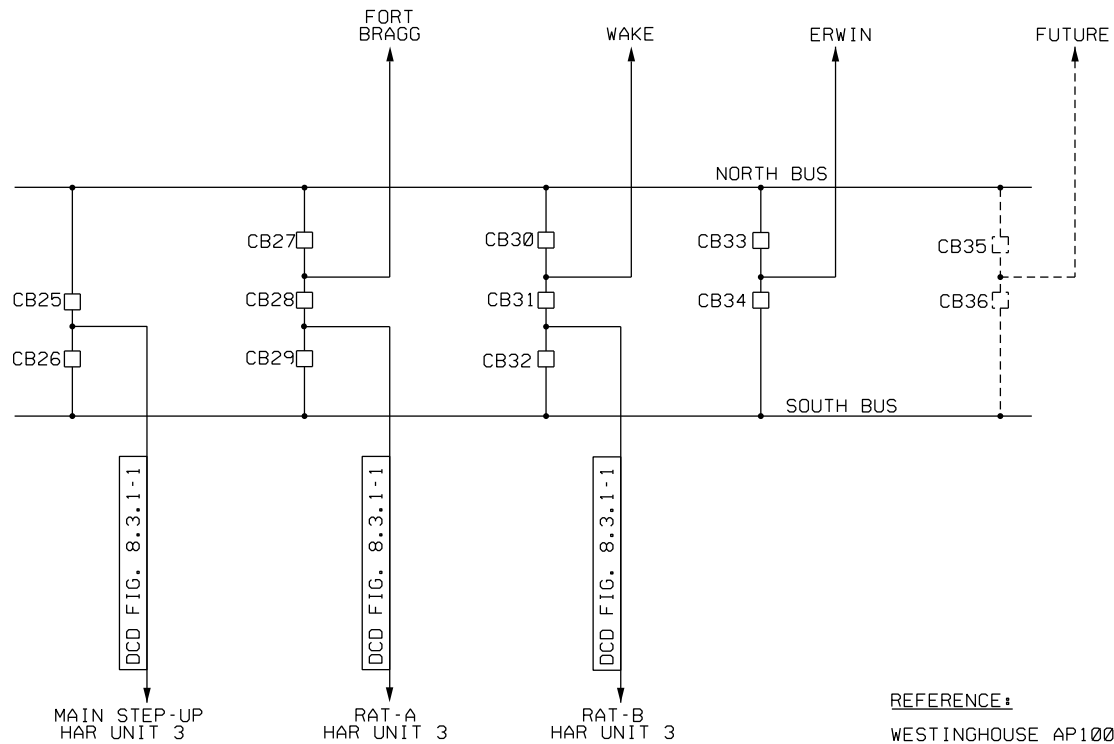 FORT
BRAGG
WAKE
ERWIN
FUTURE
NORTH BUS
CB27
CB30
CB33
CB35
CB25
CB28
CB31
CB34
CB36
CB26
CB29
CB32
SOUTH BUS
DCD FIG. 8.3.1-1
DCD FIG. 8.3.1-1
DCD FIG. 8.3.1-1
MAIN STEP-UP
HAR UNIT 3
RAT-A
HAR UNIT 3
RAT-B
HAR UNIT 3
REFERENCE:
WESTINGHOUSE AP100